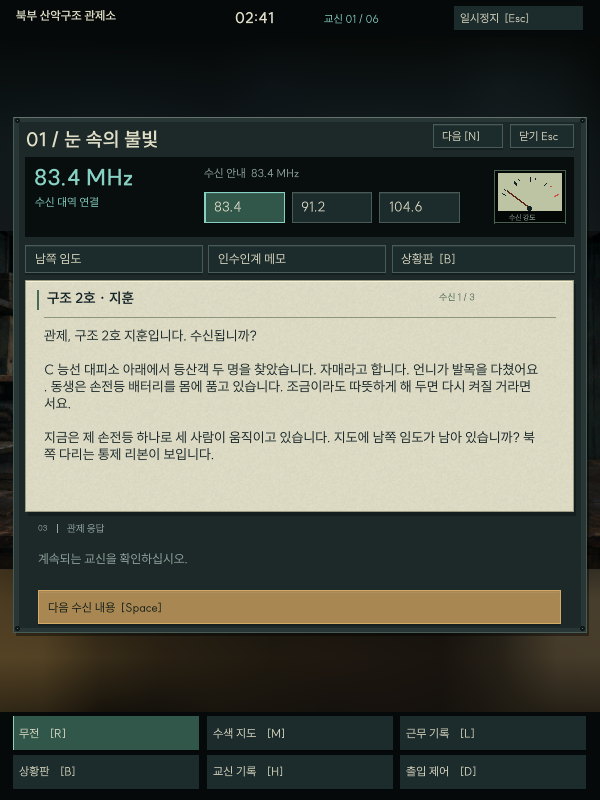 북부 산악구조 관제소
02:41
교신 01 / 06
일시정지 [Esc]
01 / 눈 속의 불빛
다음 [N]
닫기 Esc
83.4 MHz
수신 대역 연결
수신 안내 83.4 MHz
83.4
91.2
104.6
수신 강도
남쪽 임도
인수인계 메모
상황판 [B]
구조 2호 · 지훈
수신 1 / 3
관제, 구조 2호 지훈입니다. 수신됩니까?
C 능선 대피소 아래에서 등산객 두 명을 찾았습니다. 자매라고 합니다. 언니가 발목을 다쳤어요
. 동생은 손전등 배터리를 몸에 품고 있습니다. 조금이라도 따뜻하게 해 두면 다시 켜질 거라면
서요.
지금은 제 손전등 하나로 세 사람이 움직이고 있습니다. 지도에 남쪽 임도가 남아 있습니까? 북
쪽 다리는 통제 리본이 보입니다.
03 | 관제 응답
계속되는 교신을 확인하십시오.
다음 수신 내용 [Space]
무전 [R]
수색 지도 [M]
근무 기록 [L]
상황판 [B]
교신 기록 [H]
출입 제어 [D]